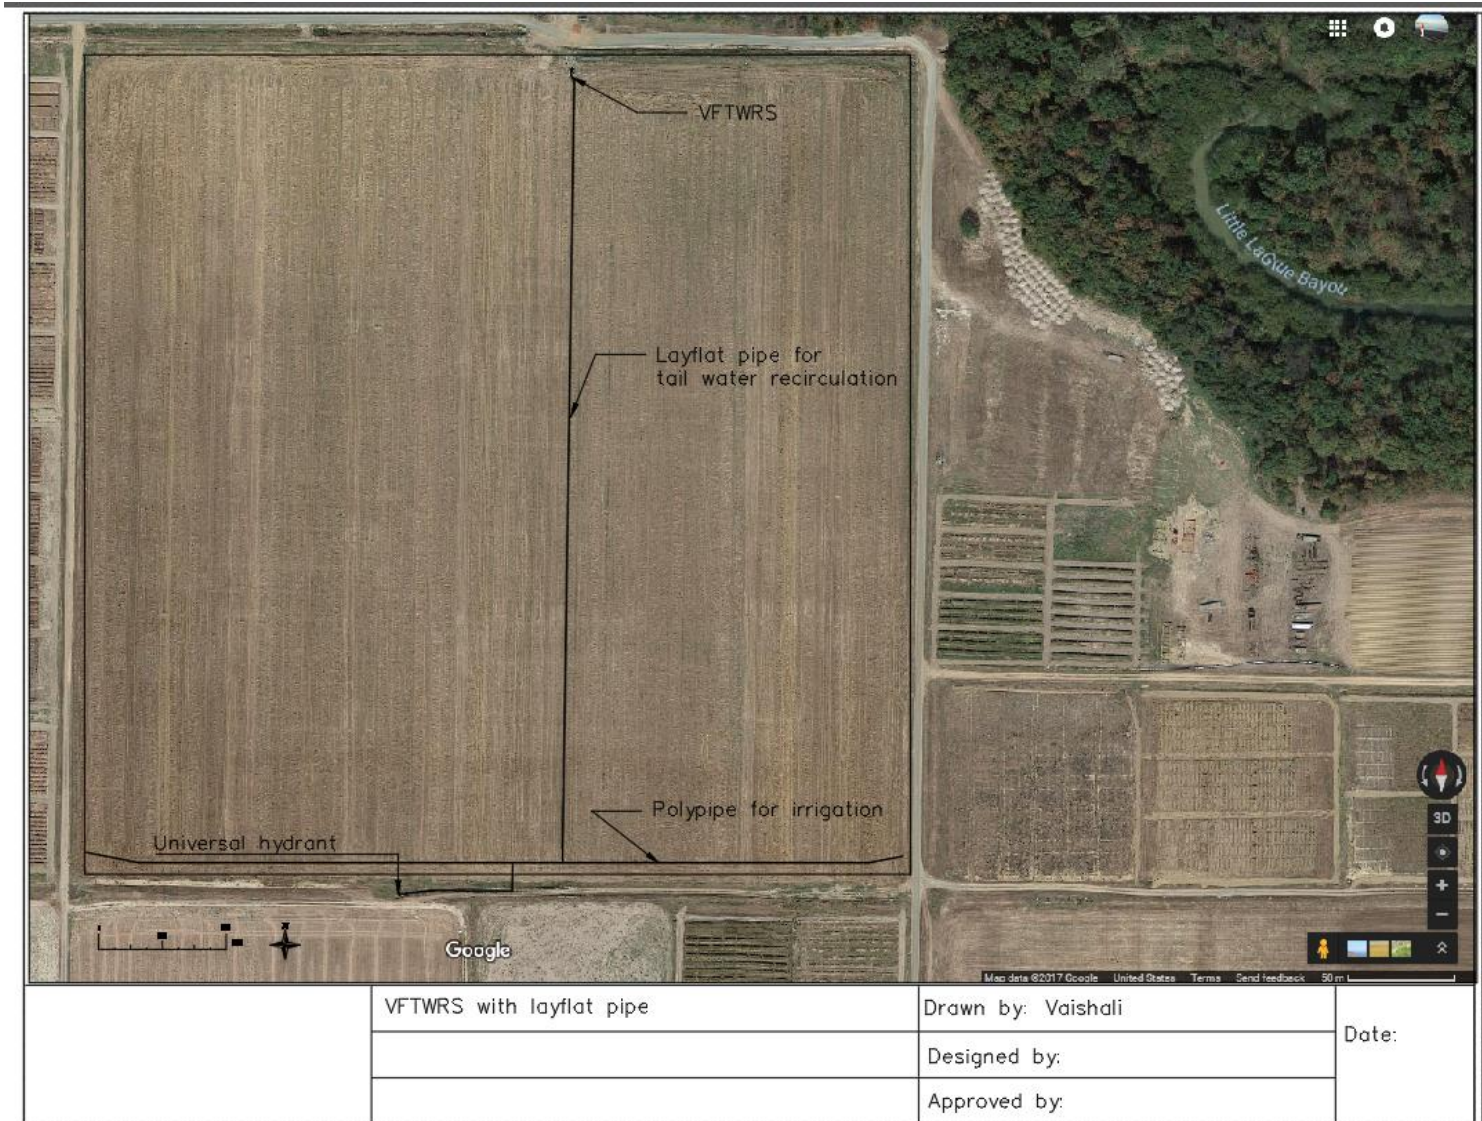 VFTWRS
Little LaGrue Bayou
Layflat pipe for
tail water recirculation
3D
Polypipe for irrigation
Universal hydrant
Google
Map data ©2017 Google United States Terms Send feedback 50 m
VFTWRS with layflat pipe
Drawn by: Vaishali
Date:
Designed by:
Approved by: